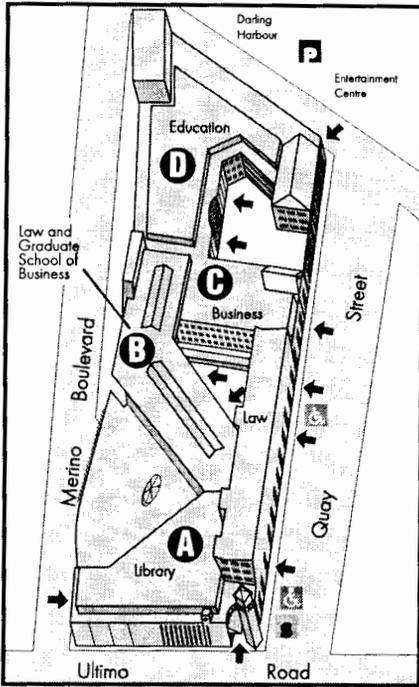 Darling
Harbour
P
Entertainment
Centre
Education
D
Law and
Graduate
School of
Business
C
Business
B
Street
Boulevard
Law
Merino
Quay
A
Library
S
Ultimo Road